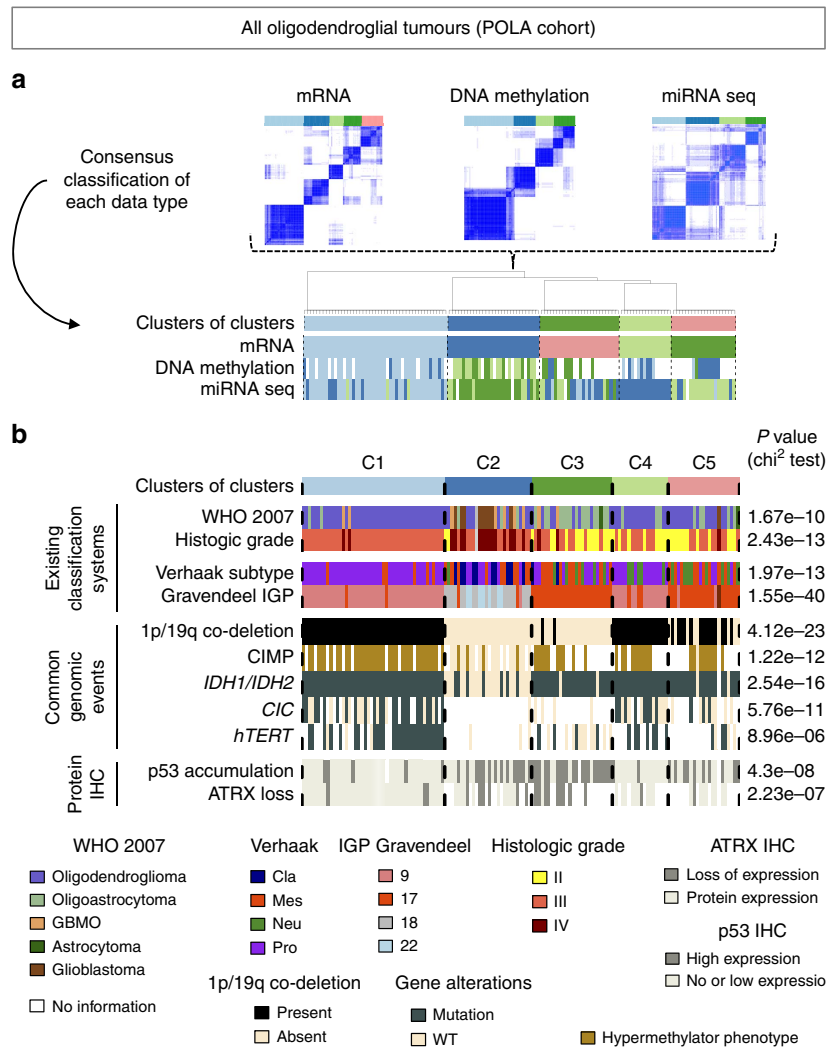 All oligodendroglial tumours (POLA cohort)
a
mRNA
DNA methylation
miRNA seq
Consensus
classification of
each data type
Clusters of clusters
mRNA
DNA methylation
miRNA seq
b
P value
(chi² test)
C1 C2 C3 C4 C5
Clusters of clusters
Existing
classification
systems
WHO 2007 1.67e–10
Histogic grade 2.43e–13
Verhaak subtype 1.97e–13
Gravendeel IGP 1.55e–40
Common
genomic
events
1p/19q co-deletion 4.12e–23
CIMP 1.22e–12
IDH1/IDH2 2.54e–16
CIC 5.76e–11
hTERT 8.96e–06
Protein
IHC
p53 accumulation 4.3e–08
ATRX loss 2.23e–07
WHO 2007
Oligodendroglioma
Oligoastrocytoma
GBMO
Astrocytoma
Glioblastoma
No information
Verhaak
Cla
Mes
Neu
Pro
IGP Gravendeel
9
17
18
22
Histologic grade
II
III
IV
ATRX IHC
Loss of expression
Protein expression
p53 IHC
High expression
No or low expressio
1p/19q co-deletion
Present
Absent
Gene alterations
Mutation
WT
Hypermethylator phenotype